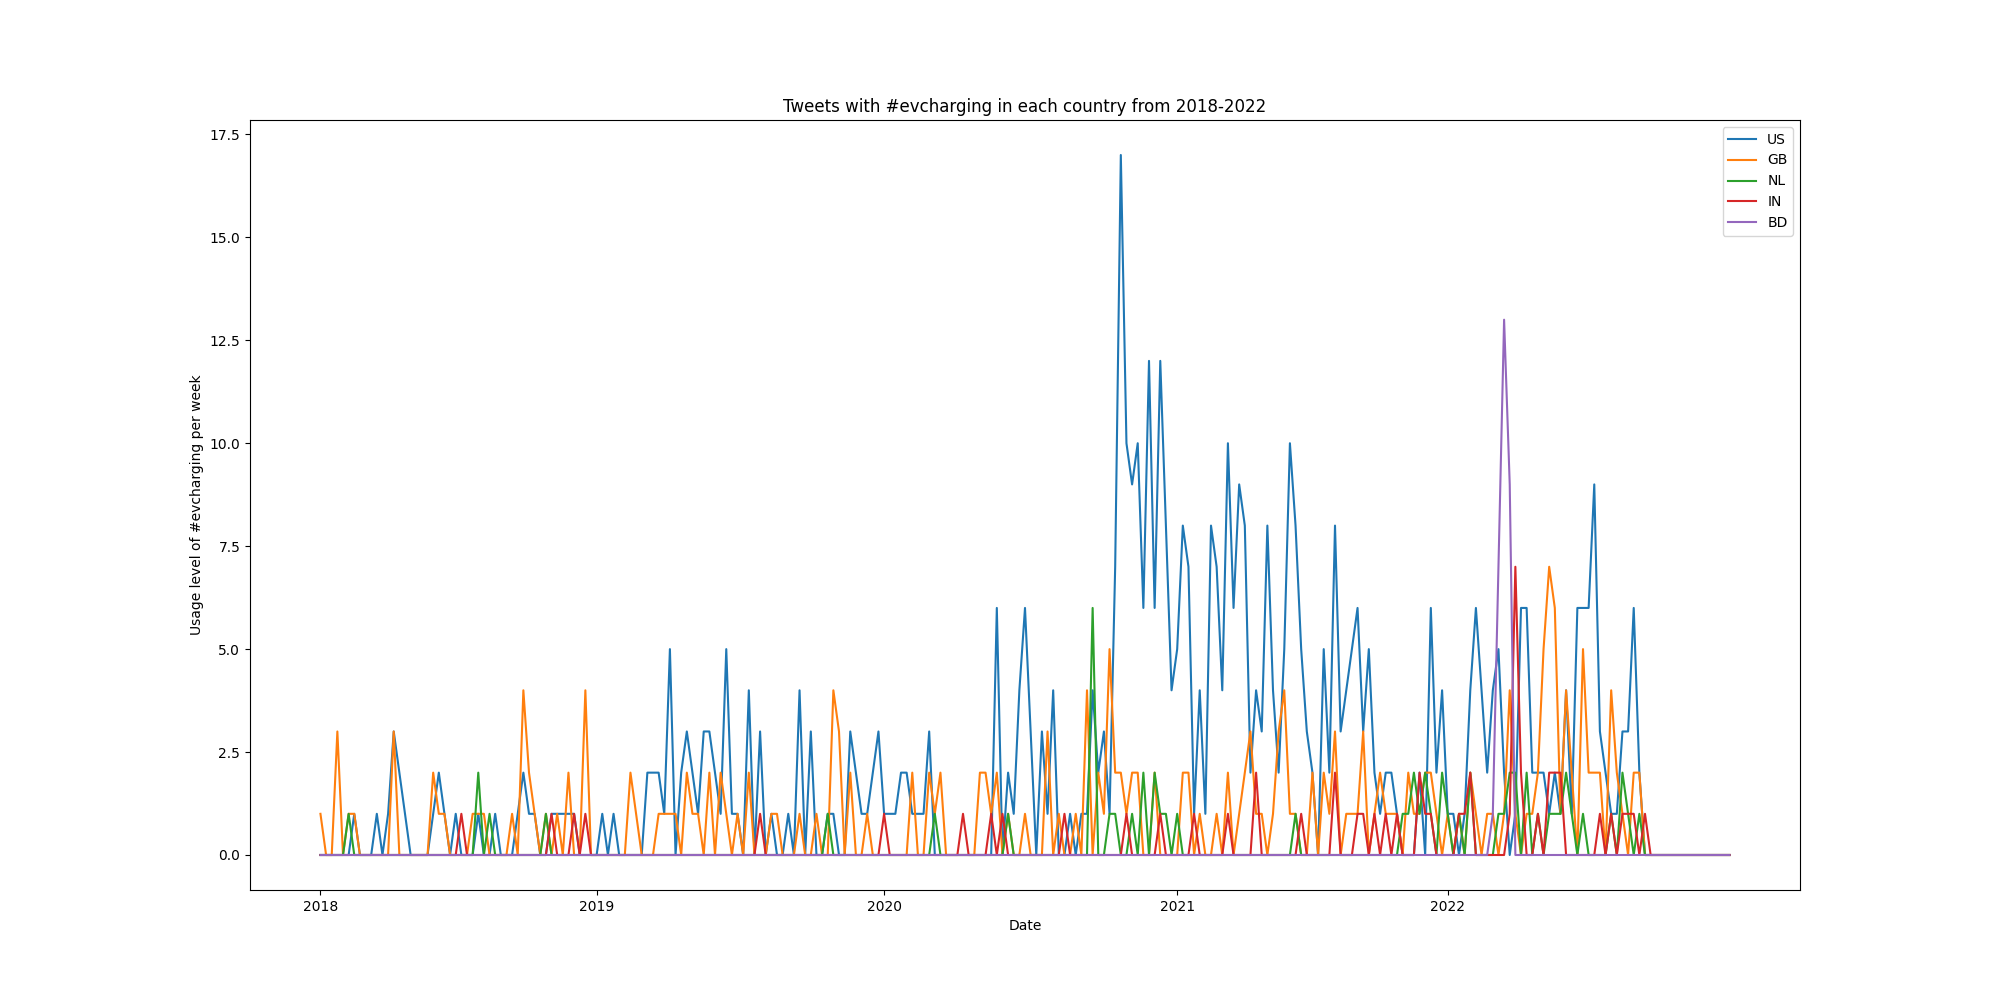 Tweets with #evcharging in each country from 2018-2022
17.5
15.0
12.5
10.0
7.5
5.0
2.5
0.0
Usage level of #evcharging per week
US
GB
NL
IN
BD
2018 2019 2020 2021 2022
Date